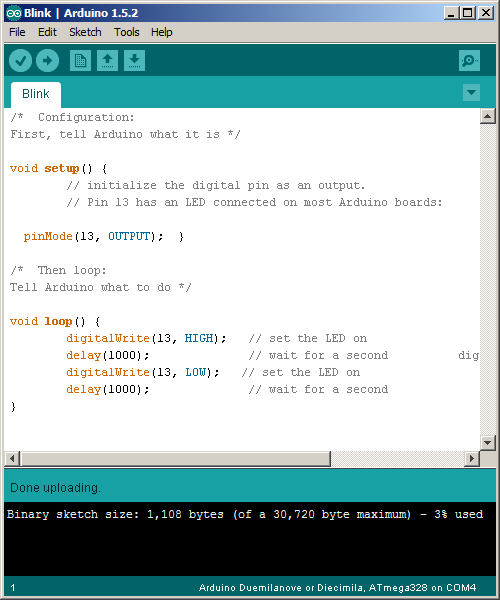 Blink | Arduino 1.5.2
File Edit Sketch Tools Help
Blink
/*  Configuration:
First, tell Arduino what it is */
void setup() {
        // initialize the digital pin as an output.
        // Pin 13 has an LED connected on most Arduino boards:
  pinMode(13, OUTPUT);  }
/*  Then loop:
Tell Arduino what to do */
void loop() {
        digitalWrite(13, HIGH);   // set the LED on
        delay(1000);              // wait for a second          dig
        digitalWrite(13, LOW);   // set the LED on
        delay(1000);              // wait for a second
}
Done uploading.
Binary sketch size: 1,108 bytes (of a 30,720 byte maximum) - 3% used
1 Arduino Duemilanove or Diecimila, ATmega328 on COM4